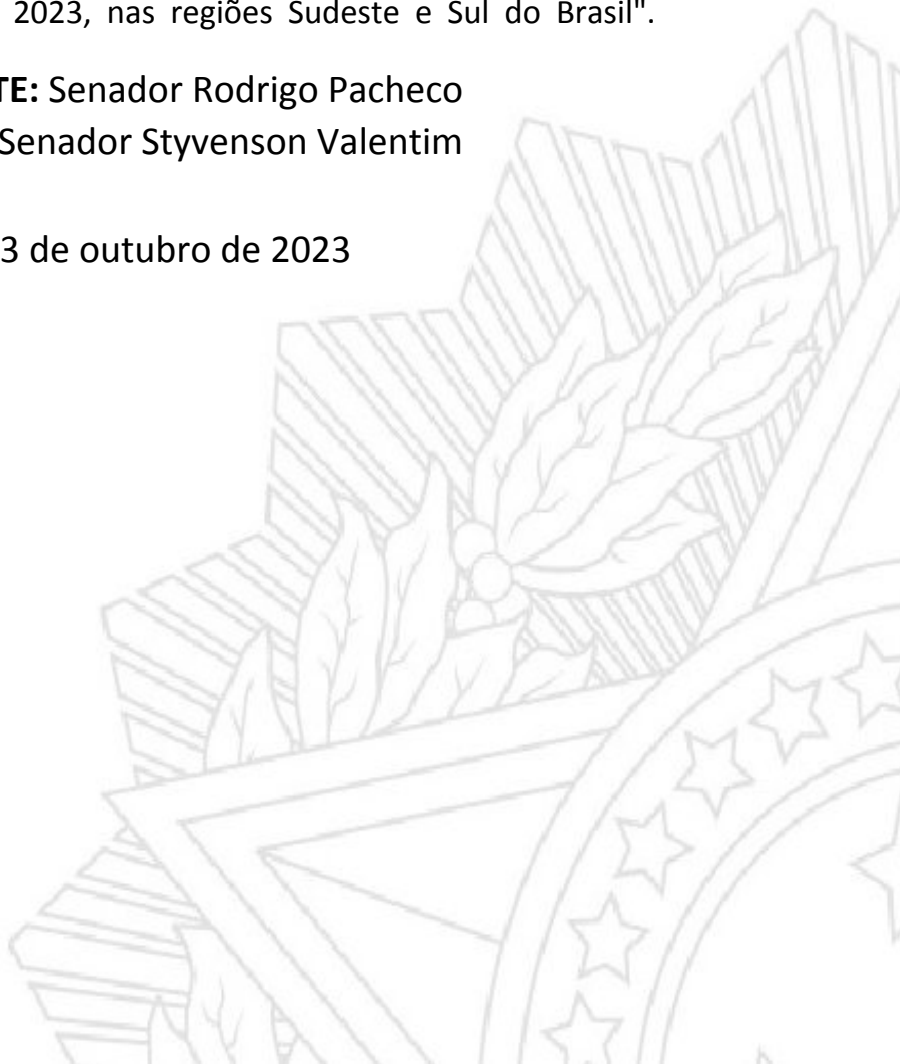 2023, nas regiões Sudeste e Sul do Brasil".
TE: Senador Rodrigo Pacheco
Senador Styvenson Valentim
3 de outubro de 2023